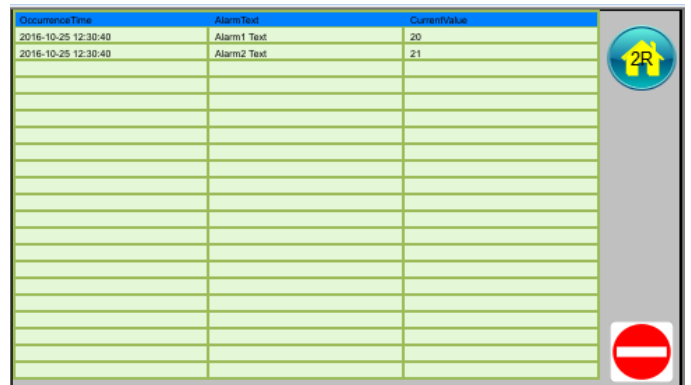 OccurrenceTime AlarmText CurrentValue
2016-10-25 12:30:40 Alarm1 Text 20
2016-10-25 12:30:40 Alarm2 Text 21
2R